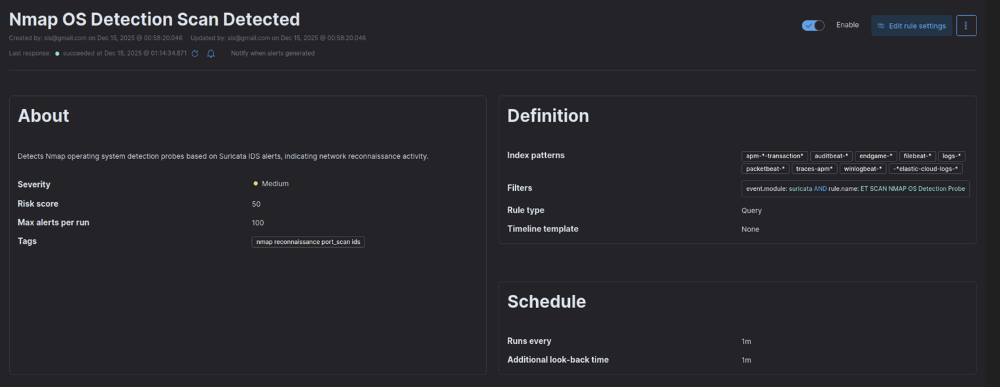 Nmap OS Detection Scan Detected
Enable
Edit rule settings
Created by: sis@gmail.com on Dec 15, 2025 @ 00:58:20.046 Updated by: sis@gmail.com on Dec 15, 2025 @ 00:58:20.046
Last response: succeeded at Dec 15, 2025 @ 01:14:34.871 Notify when alerts generated
About
Detects Nmap operating system detection probes based on Suricata IDS alerts, indicating network reconnaissance activity.
Severity Medium
Risk score 50
Max alerts per run 100
Tags nmap reconnaissance port_scan ids
Definition
Index patterns apm-*-transaction* auditbeat-* endgame-* filebeat-* logs-*
packetbeat-* traces-apm* winlogbeat-* -*elastic-cloud-logs-*
Filters event.module: suricata AND rule.name: ET SCAN NMAP OS Detection Probe
Rule type Query
Timeline template None
Schedule
Runs every 1m
Additional look-back time 1m